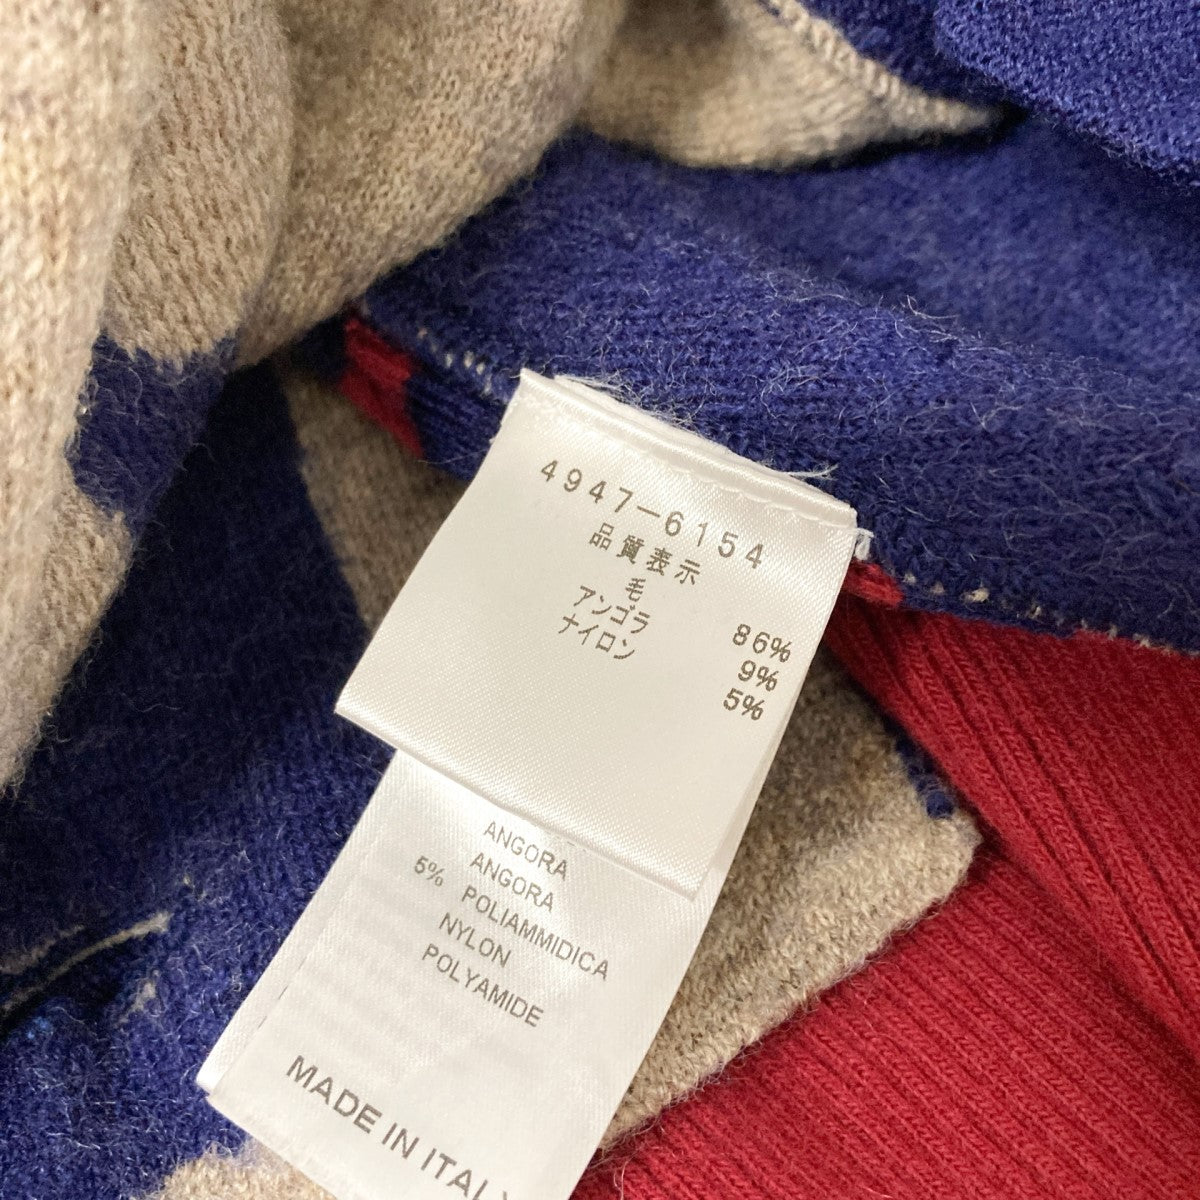 4947-6154
品質表示
毛 86%
アンゴラ 9%
ナイロン 5%
ANGORA
ANGORA
5% POLIAMMIDICA
NYLON
POLYAMIDE
MADE IN ITALY